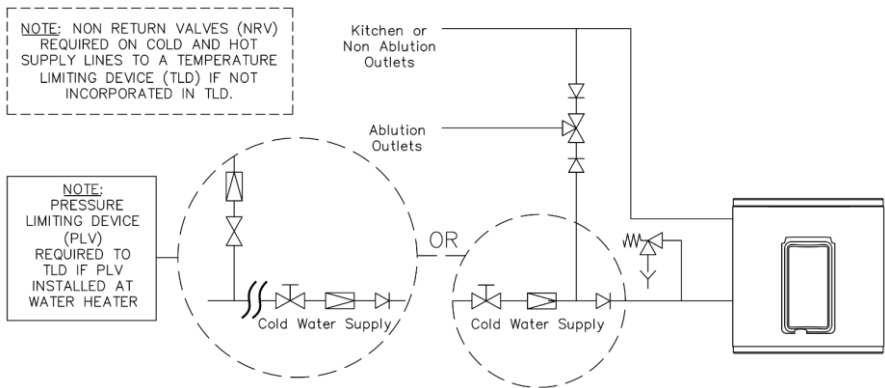 NOTE: NON RETURN VALVES (NRV)
REQUIRED ON COLD AND HOT
SUPPLY LINES TO A TEMPERATURE
LIMITING DEVICE (TLD) IF NOT
INCORPORATED IN TLD.
Kitchen or
Non Ablution
Outlets
Ablution
Outlets
NOTE:
PRESSURE
LIMITING DEVICE
(PLV)
REQUIRED TO
TLD IF PLV
INSTALLED AT
WATER HEATER
OR
Cold Water Supply
Cold Water Supply